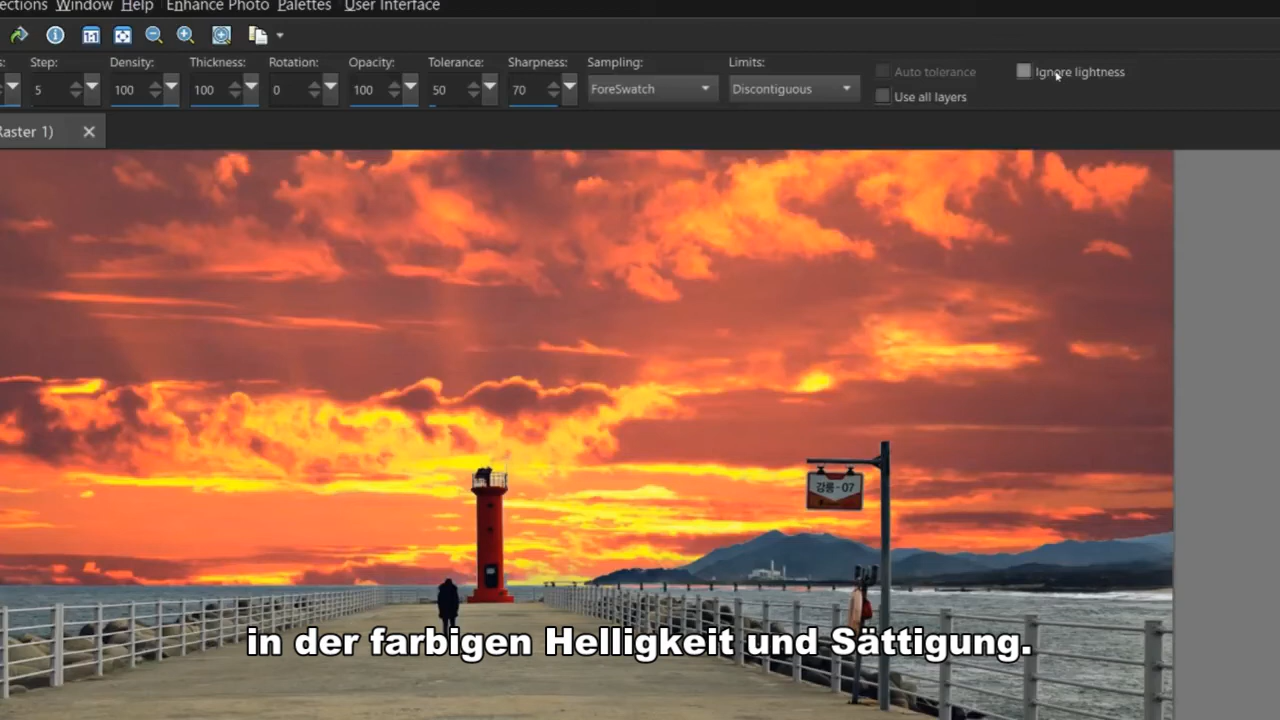 ections Window Help Enhance Photo Palettes User Interface
1:1
s: Step: Density: Thickness: Rotation: Opacity: Tolerance: Sharpness: Sampling: Limits:
5 100 100 0 100 50 70 ForeSwatch Discontiguous
Auto tolerance Ignore lightness
Use all layers
Raster 1)
강릉-07
in der farbigen Helligkeit und Sättigung.